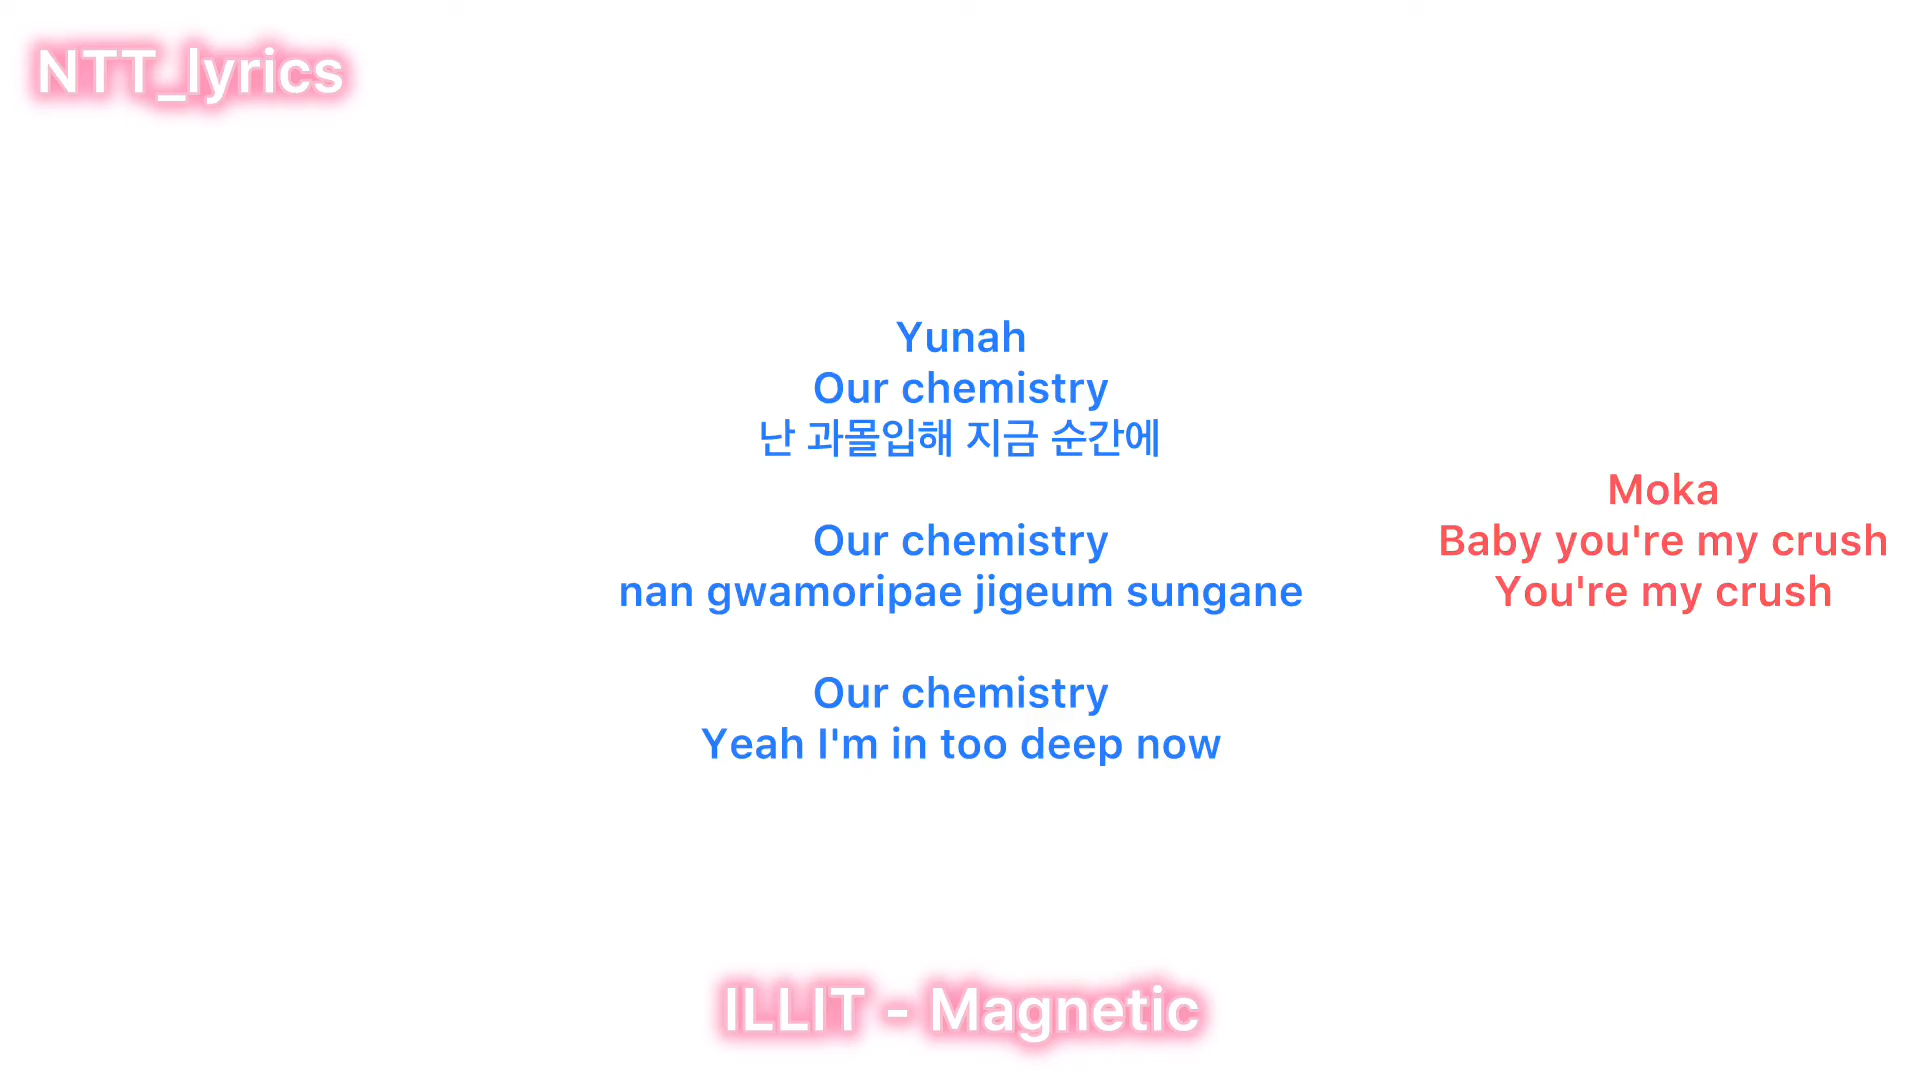 NTT_lyrics
Yunah
Our chemistry
난 과몰입해 지금 순간에
Our chemistry
nan gwamoripae jigeum sungane
Our chemistry
Yeah I'm in too deep now
Moka
Baby you're my crush
You're my crush
ILLIT - Magnetic